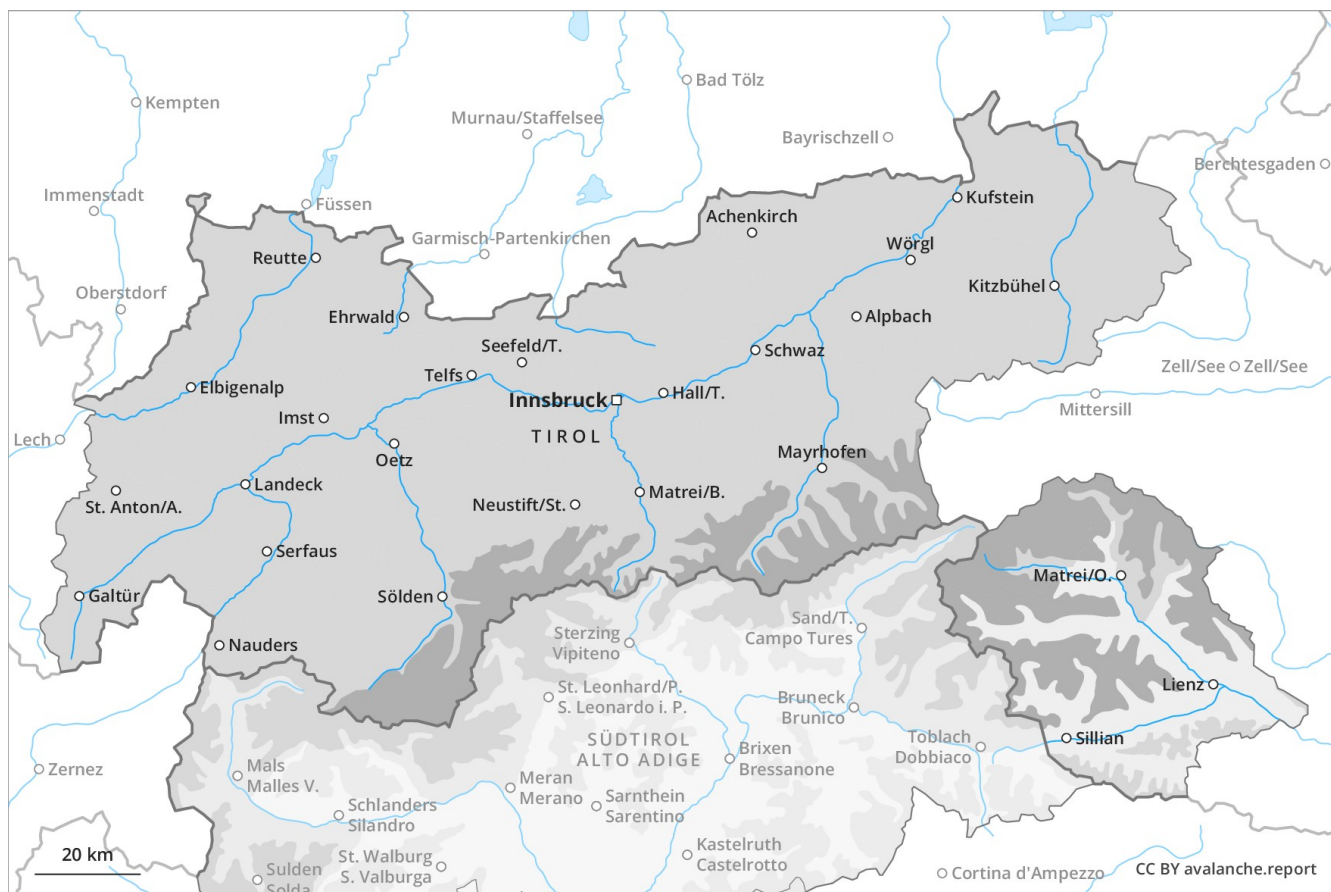 Kempten
Bad Tölz
Murnau/Staffelsee
Bayrischzell
Berchtesgaden
Immenstadt
Füssen
Kufstein
Achenkirch
Garmisch-Partenkirchen
Wörgl
Reutte
Kitzbühel
Oberstdorf
Ehrwald
Alpbach
Seefeld/T.
Schwaz
Zell/See
Zell/See
Telfs
Elbigenalp
Hall/T.
Innsbruck
Mittersill
Imst
TIROL
Lech
Oetz
Mayrhofen
Landeck
Matrei/B.
St. Anton/A.
Neustift/St.
Serfaus
Matrei/O.
Galtür
Sölden
Sand/T.
Campo Tures
Sterzing
Vipiteno
Nauders
Lienz
St. Leonhard/P.
S. Leonardo i. P.
Bruneck
Brunico
Sillian
Toblach
Dobbiaco
SÜDTIROL
ALTO ADIGE
Brixen
Bressanone
Zernez
Mals
Malles V.
Meran
Merano
Sarnthein
Sarentino
Schlanders
Silandro
Kastelruth
Castelrotto
20 km
St. Walburg
S. Valburga
Sulden
Solda
Cortina d'Ampezzo
CC BY avalanche.report